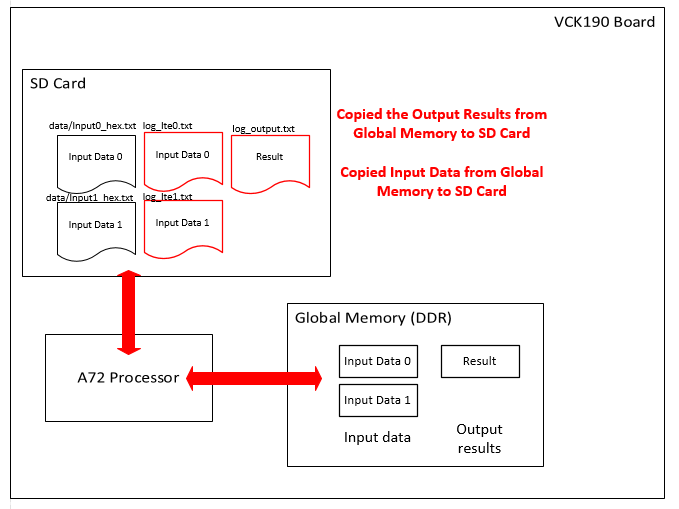 VCK190 Board
SD Card
data/Input0_hex.txt log_lte0.txt log_output.txt
Input Data 0 Input Data 0 Result
data/Input1_hex.txt log_lte1.txt
Input Data 1 Input Data 1
Copied the Output Results from
Global Memory to SD Card
Copied Input Data from Global
Memory to SD Card
A72 Processor
Global Memory (DDR)
Input Data 0 Result
Input Data 1
Input data
Output
results